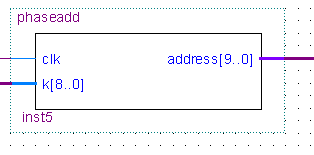 phaseadd
clk address[9..0]
k[8..0]
inst5